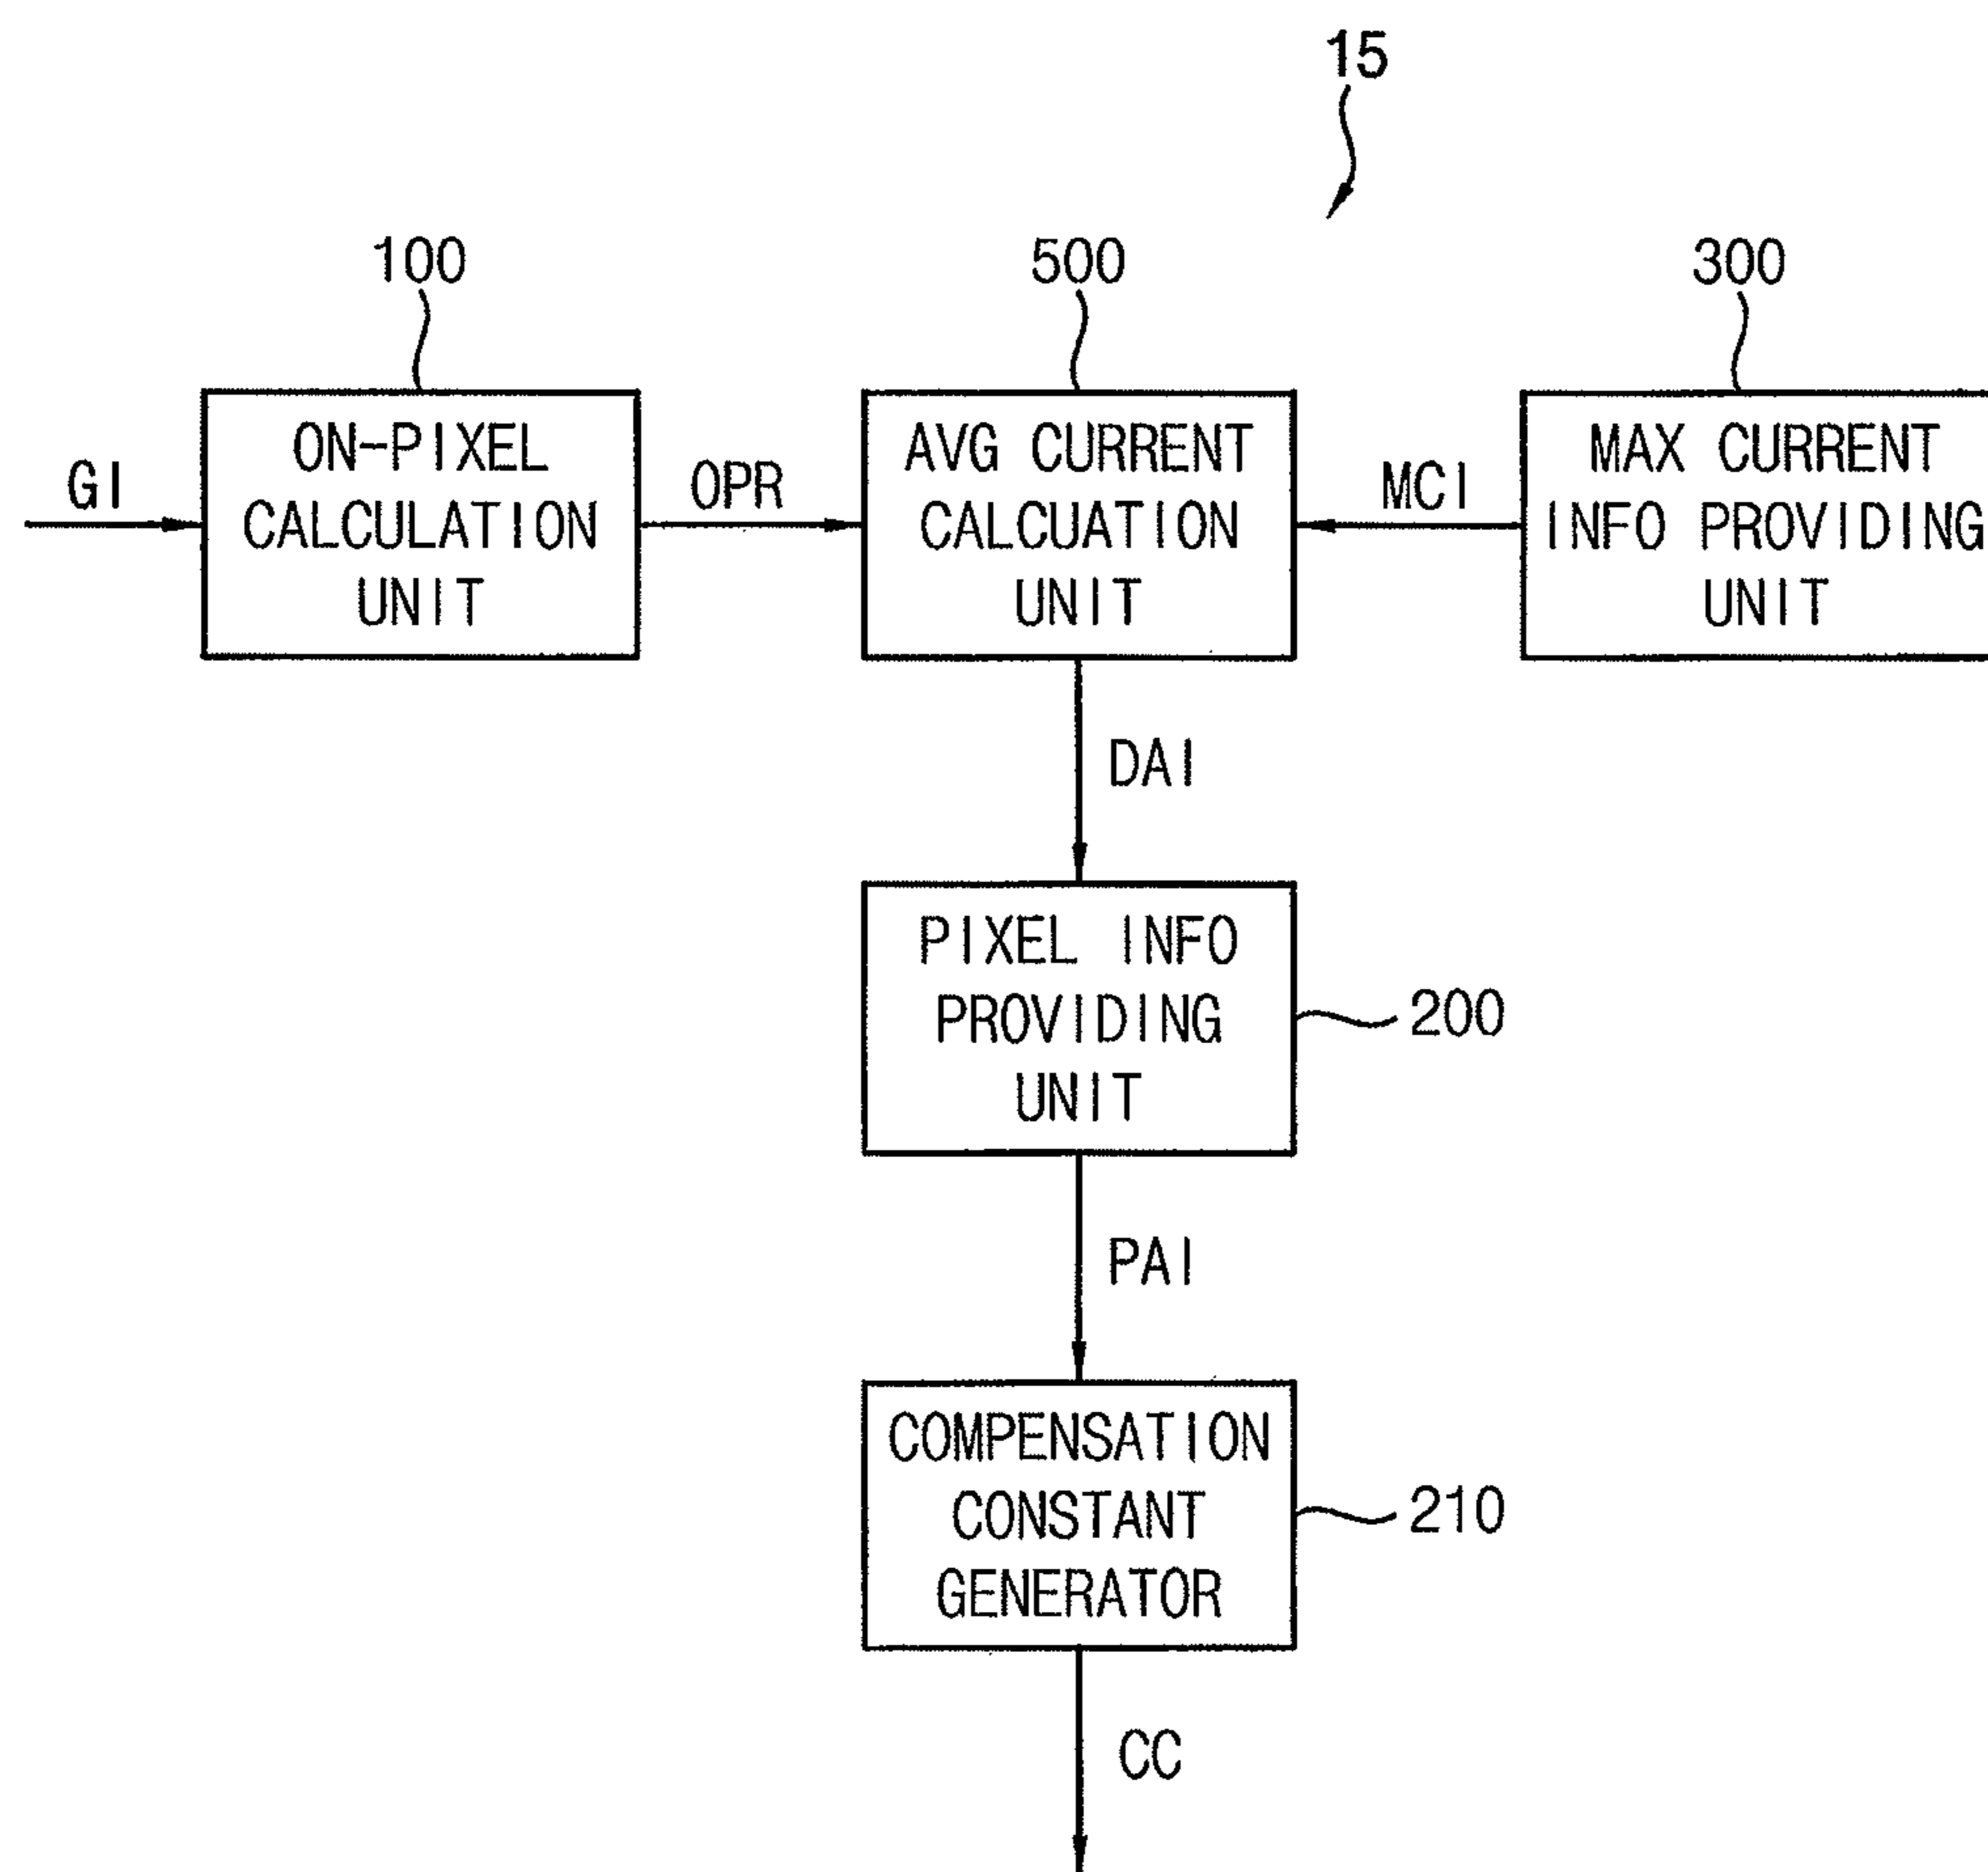 15
100
500
300
GI
ON-PIXEL
CALCULATION
UNIT
OPR
AVG CURRENT
CALCUATION
UNIT
MCI
MAX CURRENT
INFO PROVIDING
UNIT
DAI
PIXEL INFO
PROVIDING
UNIT
200
PAI
COMPENSATION
CONSTANT
GENERATOR
210
CC